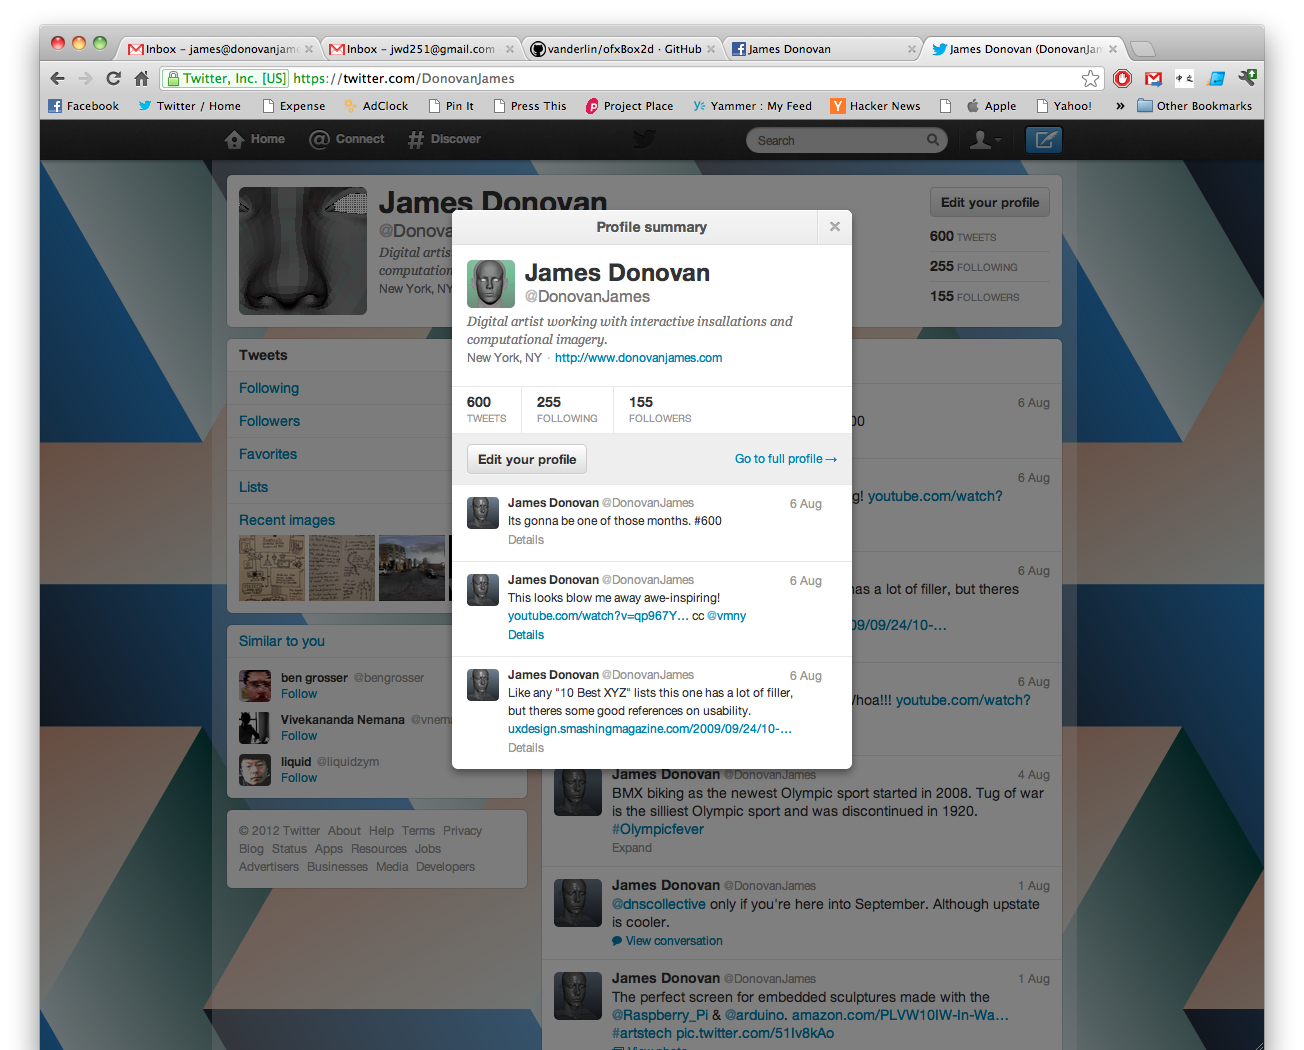 Inbox – james@donovanjame
Inbox – jwd251@gmail.com
vanderlin/ofxBox2d · GitHub
James Donovan
James Donovan (DonovanJam
Twitter, Inc. [US] https://twitter.com/DonovanJames
Facebook
Twitter / Home
Expense
AdClock
Pin It
Press This
Project Place
Yammer : My Feed
Hacker News
Apple
Yahoo!
»
Other Bookmarks
Home
@ Connect
# Discover
Search
James Donovan
@Donova
Digital artis
computation
New York, NY
Edit your profile
600 TWEETS
255 FOLLOWING
155 FOLLOWERS
Profile summary
James Donovan
@DonovanJames
Digital artist working with interactive insallations and
computational imagery.
New York, NY · http://www.donovanjames.com
600
TWEETS
255
FOLLOWING
155
FOLLOWERS
Edit your profile
Go to full profile →
James Donovan @DonovanJames 6 Aug
Its gonna be one of those months. #600
Details
James Donovan @DonovanJames 6 Aug
This looks blow me away awe-inspiring!
youtube.com/watch?v=qp967Y... cc @vmny
Details
James Donovan @DonovanJames 6 Aug
Like any "10 Best XYZ" lists this one has a lot of filler,
but theres some good references on usability.
uxdesign.smashingmagazine.com/2009/09/24/10-...
Details
Tweets
Following
Followers
Favorites
Lists
Recent images
Similar to you
ben grosser @bengrosser
Follow
Vivekananda Nemana @vnema
Follow
liquid @liquidzym
Follow
© 2012 Twitter About Help Terms Privacy
Blog Status Apps Resources Jobs
Advertisers Businesses Media Developers
6 Aug
00
6 Aug
g! youtube.com/watch?
6 Aug
has a lot of filler, but theres
09/09/24/10-...
6 Aug
Whoa!!! youtube.com/watch?
James Donovan @DonovanJames 4 Aug
BMX biking as the newest Olympic sport started in 2008. Tug of war
is the silliest Olympic sport and was discontinued in 1920.
#Olympicfever
Expand
James Donovan @DonovanJames 1 Aug
@dnscollective only if you're here into September. Although upstate
is cooler.
View conversation
James Donovan @DonovanJames 1 Aug
The perfect screen for embedded sculptures made with the
@Raspberry_Pi & @arduino. amazon.com/PLVW10IW-In-Wa...
#artstech pic.twitter.com/51Iv8kAo
View photo